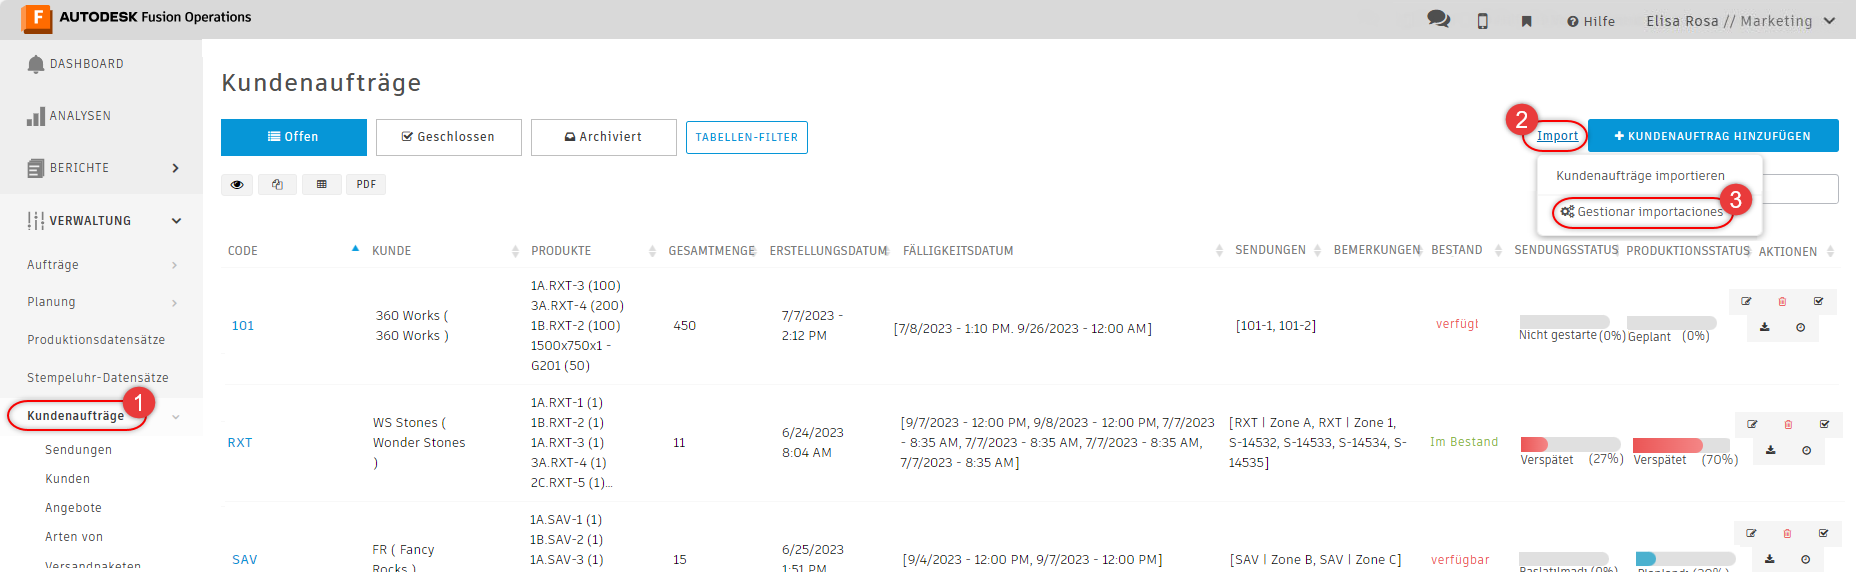 AUTODESK Fusion Operations
Hilfe
Elisa Rosa // Marketing
DASHBOARD
ANALYSEN
BERICHTE
VERWALTUNG
Aufträge
Planung
Produktionsdatensätze
Stempeluhr-Datensätze
Kundenaufträge
1
Sendungen
Kunden
Angebote
Arten von
Versandpaketen
Kundenaufträge
Offen
Geschlossen
Archiviert
TABELLEN-FILTER
2
Import
+ KUNDENAUFTRAG HINZUFÜGEN
Kundenaufträge importieren
3
Gestionar importaciones
PDF
CODE KUNDE PRODUKTE GESAMTMENGE ERSTELLUNGSDATUM FÄLLIGKEITSDATUM SENDUNGEN BEMERKUNGEN BESTAND SENDUNGSSTATUS PRODUKTIONSSTATUS AKTIONEN
101
360 Works (
360 Works )
1A.RXT-3 (100)
3A.RXT-4 (200)
1B.RXT-2 (100)
1500x750x1 -
G201 (50)
450
7/7/2023 -
2:12 PM
[7/8/2023 - 1:10 PM. 9/26/2023 - 12:00 AM]
[101-1, 101-2]
verfügl
Nicht gestarte (0%)
Geplant (0%)
RXT
WS Stones (
Wonder Stones
)
1A.RXT-1 (1)
1B.RXT-2 (1)
1A.RXT-3 (1)
3A.RXT-4 (1)
2C.RXT-5 (1)...
11
6/24/2023
8:04 AM
[9/7/2023 - 12:00 PM, 9/8/2023 - 12:00 PM, 7/7/2023
- 8:35 AM, 7/7/2023 - 8:35 AM, 7/7/2023 - 8:35 AM,
7/7/2023 - 8:35 AM]
[RXT | Zone A, RXT | Zone 1,
S-14532, S-14533, S-14534, S-
14535]
Im Bestand
Verspätet (27%)
Verspätet (70%)
SAV
FR ( Fancy
Rocks )
1A.SAV-1 (1)
1B.SAV-2 (1)
1A.SAV-3 (1)
15
6/25/2023
1:51 PM
[9/4/2023 - 12:00 PM, 9/7/2023 - 12:00 PM]
[SAV | Zone B, SAV | Zone C]
verfügbar